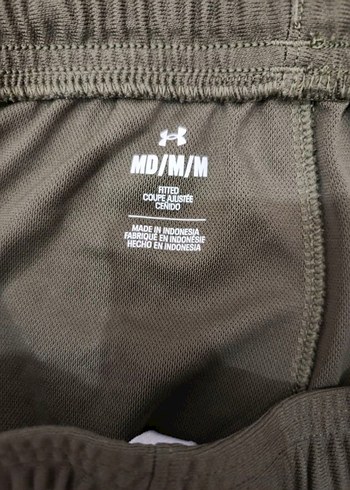 MD/M/M
FITTED
COUPE AJUSTÉE
CEÑIDO
MADE IN INDONESIA
FABRIQUÉ EN INDONÉSIE
HECHO EN INDONESIA